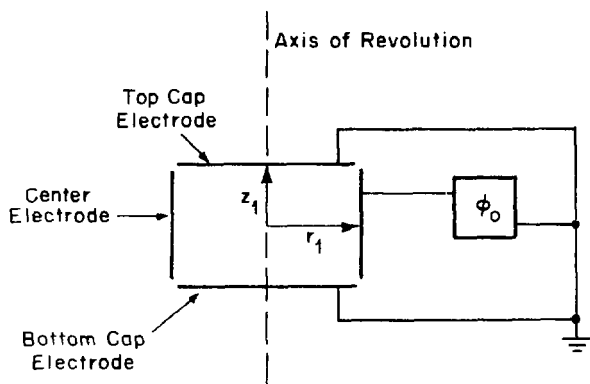 Axis of Revolution
Top Cap
Electrode
Center
Electrode
z₁
r₁
ϕ₀
Bottom Cap
Electrode